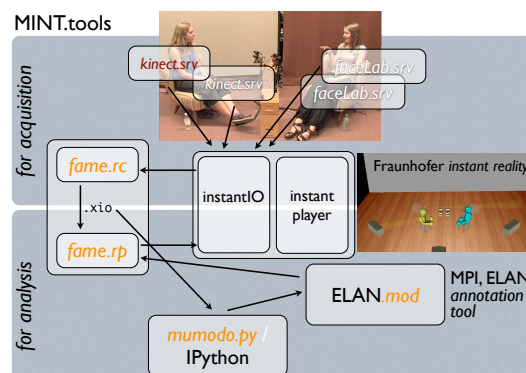 MINT.tools
for acquisition
kinect.srv
kinect.srv
faceLab.srv
faceLab.srv
fame.rc
instantIO
instant
player
Fraunhofer instant reality
.xio
fame.rp
for analysis
ELAN.mod
MPI, ELAN
annotation
tool
mumodo.py /
IPython